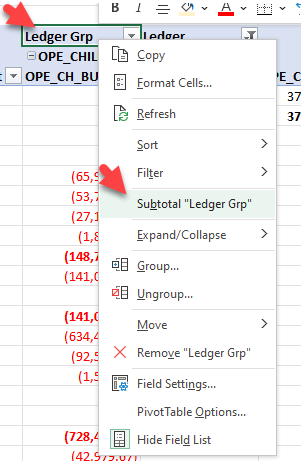 B I U
Ledger Grp Ledger
OPE_CHIL
OPE_CH_BU
Copy
Format Cells...
Refresh
Sort
Filter
Subtotal "Ledger Grp"
Expand/Collapse
Group...
Ungroup...
Move
Remove "Ledger Grp"
Field Settings...
PivotTable Options...
Hide Field List
t
E_C
37
37
(65,9
(53,7
(27,1
(1,8
(148,7
(141,0
(141,0
(634,4
(92,5
(1,5
(728,4
(42,979.07)